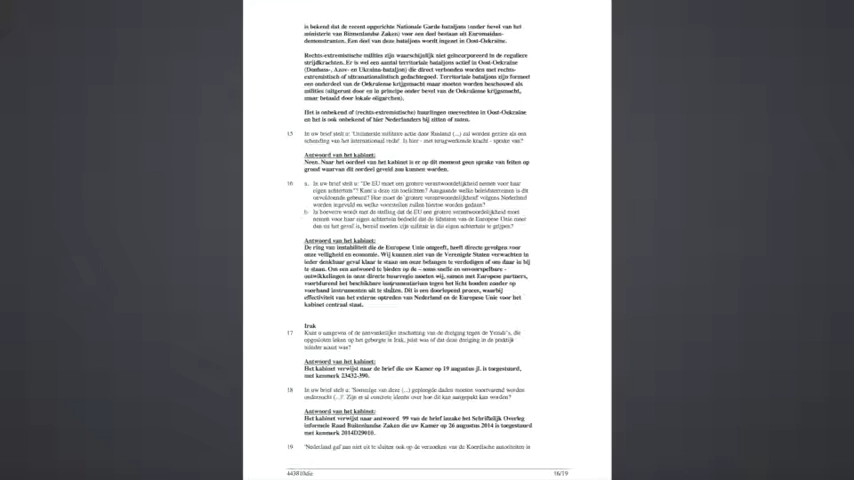 is bekend dat de recent opgerichte Nationale Garde bataljons (onder bevel van het
ministerie van Binnenlandse Zaken) voor een deel bestaan uit Euromaidan-
demonstranten. Een deel van deze bataljons wordt ingezet in Oost-Oekraïne.
Rechts-extremistische milities zijn waarschijnlijk niet geïncorporeerd in de reguliere
strijdkrachten. Er is wel een aantal territoriale bataljons actief in Oost-Oekraïne
(Donbass-, Azov- en Ukraina-bataljon) die direct verbonden worden met rechts-
extremistisch of ultranationalistisch gedachtegoed. Territoriale bataljons zijn formeel
een onderdeel van de Oekraïense krijgsmacht maar moeten worden beschouwd als
milities (uitgerust door en in principe onder bevel van de Oekraïense krijgsmacht,
maar betaald door lokale oligarchen).
Het is onbekend of (rechts-extremistische) huurlingen meevechten in Oost-Oekraïne
en het is ook onbekend of hier Nederlanders bij zitten of zaten.
15 In uw brief stelt u: 'Unilaterale militaire actie door Rusland (...) zal worden gezien als een
schending van het internationaal recht'. Is hier - met terugwerkende kracht - sprake van?
Antwoord van het kabinet:
Neen. Naar het oordeel van het kabinet is er op dit moment geen sprake van feiten op
grond waarvan dit oordeel geveld zou kunnen worden.
16 a. In uw brief stelt u: "De EU moet een grotere verantwoordelijkheid nemen voor haar
eigen achtertuin"? Kunt u deze zin toelichten? Aangaande welke beleidsterreinen is dit
onvoldoende gebeurd? Hoe moet de 'grotere verantwoordelijkheid' volgens Nederland
worden ingevuld en welke voorstellen zullen hiertoe worden gedaan?
b. In hoeverre wordt met de stelling dat de EU een grotere verantwoordelijkheid moet
nemen voor haar eigen achtertuin bedoeld dat de lidstaten van de Europese Unie meer
dan nu het geval is, bereid moeten zijn militair in die eigen achtertuin in te grijpen?
Antwoord van het kabinet:
De ring van instabiliteit die de Europese Unie omgeeft, heeft directe gevolgen voor
onze veiligheid en economie. Wij kunnen niet van de Verenigde Staten verwachten in
ieder denkbaar geval klaar te staan om onze belangen te verdedigen of ons daar in bij
te staan. Om een antwoord te bieden op de – soms snelle en onvoorspelbare –
ontwikkelingen in onze directe buurregio moeten wij, samen met Europese partners,
voortdurend het beschikbare instrumentarium tegen het licht houden zonder op
voorhand instrumenten uit te sluiten. Dit is een doorlopend proces, waarbij
effectiviteit van het externe optreden van Nederland en de Europese Unie voor het
kabinet centraal staat.
Irak
17 Kunt u aangeven of de aanvankelijke inschatting van de dreiging tegen de Yezidi's, die
opgesloten leken op het gebergte in Irak, juist was of dat deze dreiging in de praktijk
minder acuut was?
Antwoord van het kabinet:
Het kabinet verwijst naar de brief die uw Kamer op 19 augustus jl. is toegestuurd,
met kenmerk 23432-390.
18 In uw brief stelt u: 'Sommige van deze (...) gepleegde daden moeten voortvarend worden
onderzocht (...)'. Zijn er al concrete ideeën over hoe dit kan aangepakt kan worden?
Antwoord van het kabinet:
Het kabinet verwijst naar antwoord 99 van de brief inzake het Schriftelijk Overleg
informele Raad Buitenlandse Zaken die uw Kamer op 26 augustus 2014 is toegestuurd
met kenmerk 2014D29010.
19 'Nederland gaf aan niet uit te sluiten ook op de verzoeken van de Koerdische autoriteiten in
16/19